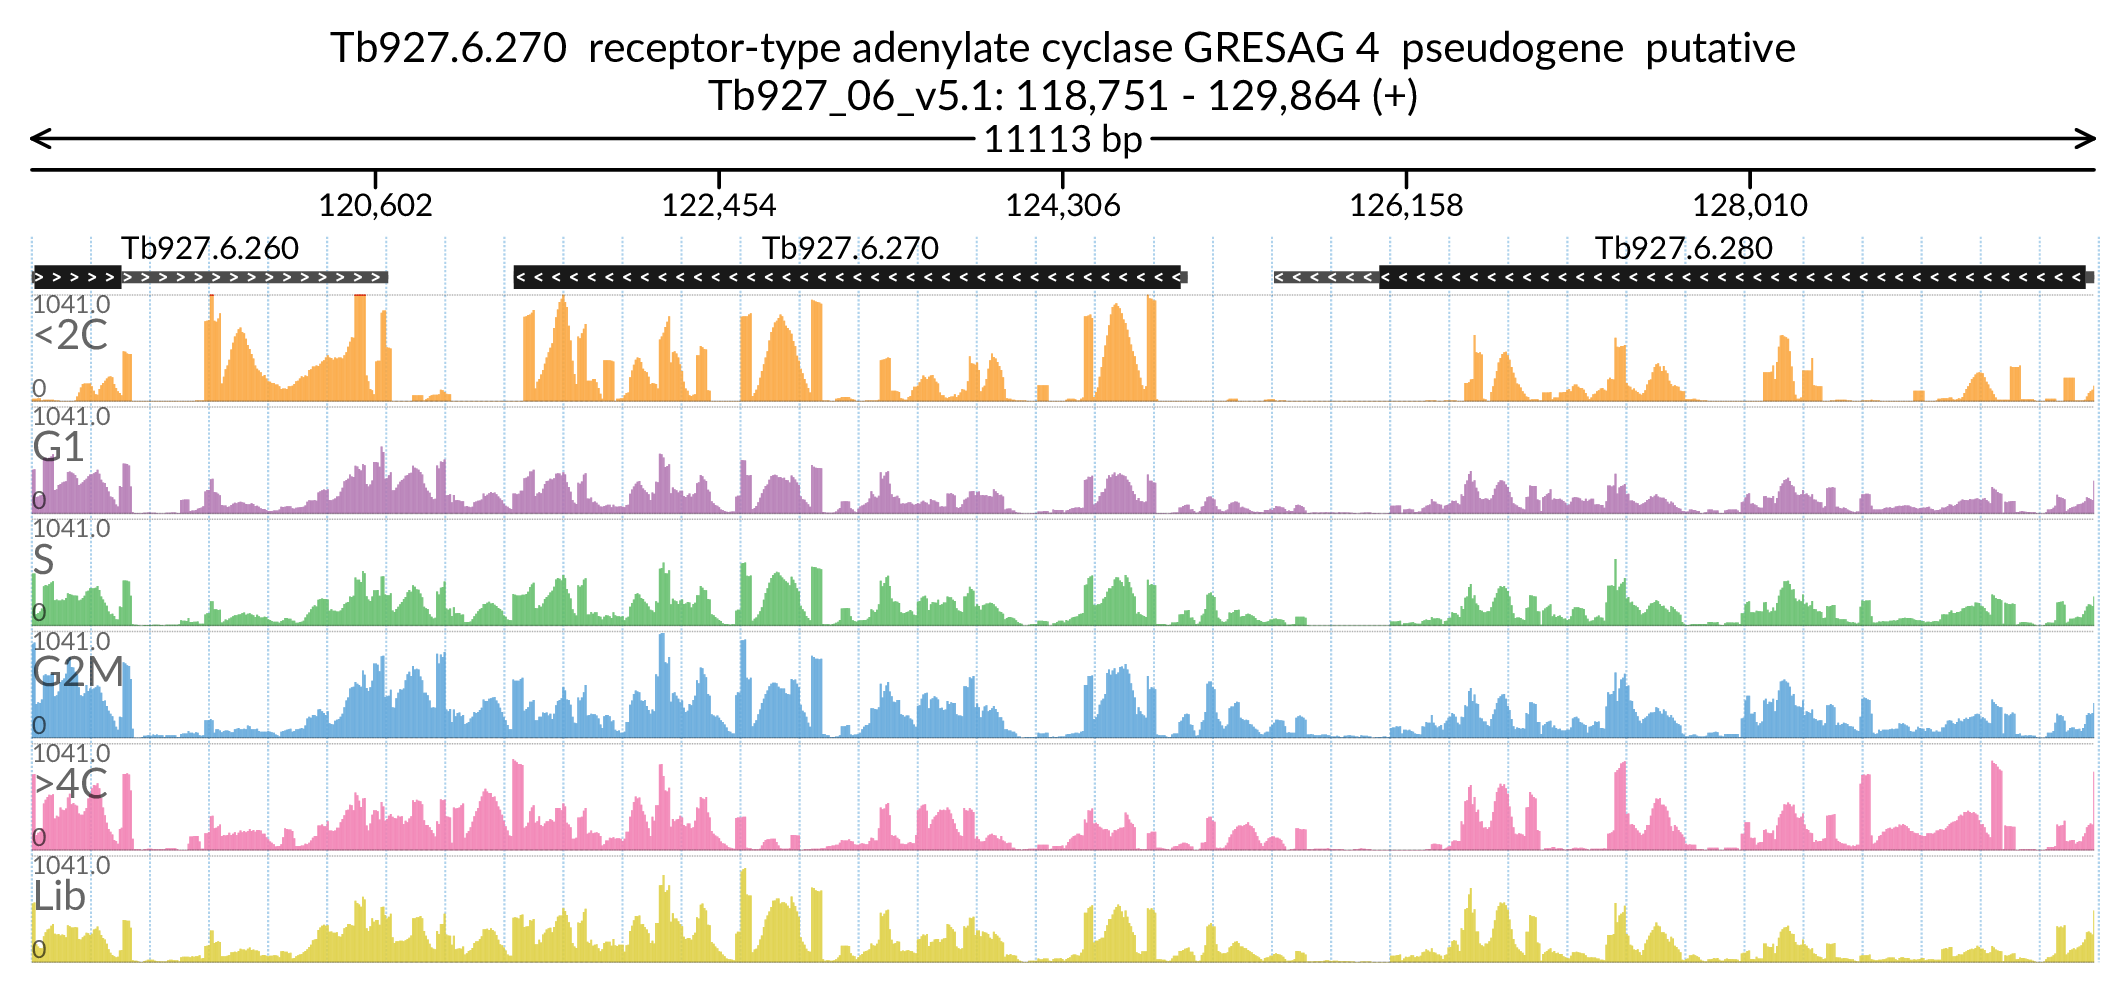 Tb927.6.270 receptor-type adenylate cyclase GRESAG 4 pseudogene putative
Tb927_06_v5.1: 118,751 - 129,864 (+)
11113 bp
120,602 122,454 124,306 126,158 128,010
Tb927.6.260 Tb927.6.270 Tb927.6.280
1041.0
<2C
0
1041.0
G1
0
1041.0
S
0
1041.0
G2M
0
1041.0
>4C
0
1041.0
Lib
0